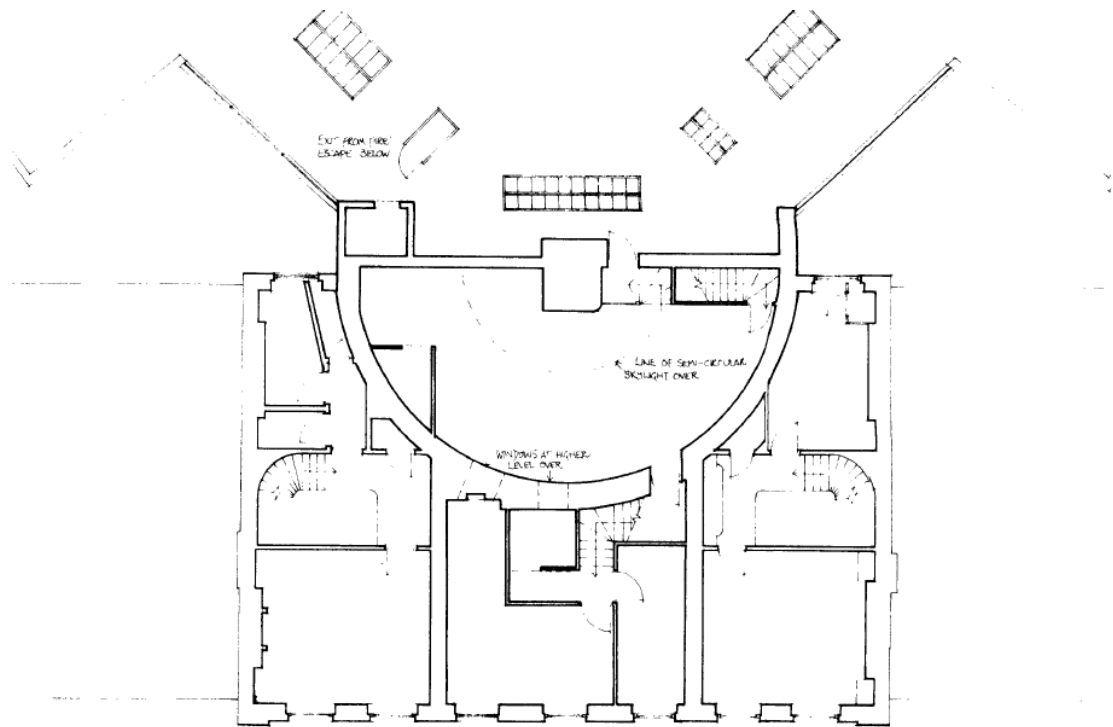 EXIT FROM FIRE
ESCAPE BELOW
* LINE OF SEMI-CIRCULAR
SKYLIGHT OVER
WINDOWS AT HIGHER
LEVEL OVER